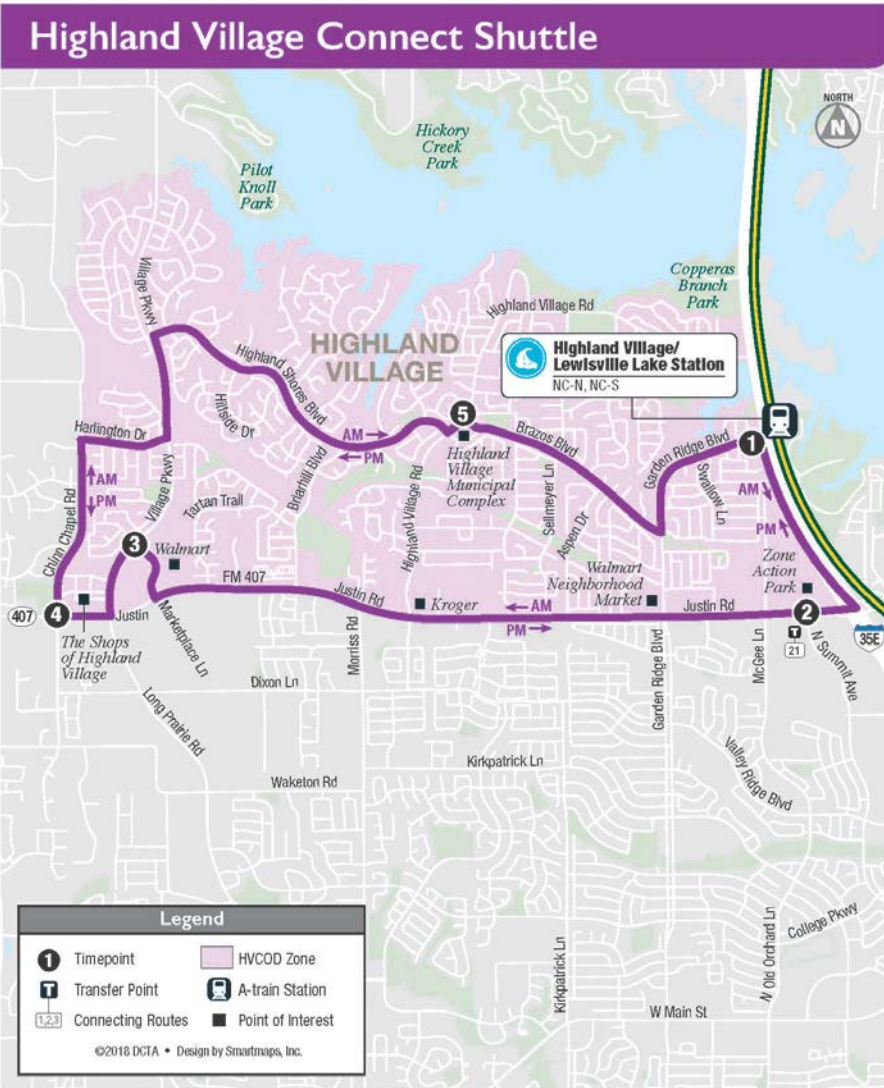 Highland Village Connect Shuttle
NORTH
N
Hickory
Creek
Park
Pilot
Knoll
Park
Copperas
Branch
Park
Village Pkwy
Highland Village Rd
HIGHLAND
VILLAGE
Highland Village/
Lewisville Lake Station
NC-N, NC-S
Highland Shores Blvd
Hillside Dr
Harlington Dr
AM
PM
5
Brazos Blvd
Garden Ridge Blvd
1
Highland
Village
Municipal
Complex
Briarhill Blvd
Highland Village Rd
Sellmeyer Ln
Aspen Dr
Swallow Ln
AM
PM
AM
PM
Chinn Chapel Rd
Village Pkwy
Tartan Trail
3
Walmart
FM 407
Walmart
Neighborhood
Market
Zone
Action
Park
407
4
Justin
Justin Rd
Kroger
AM
PM
Justin Rd
2
T
21
35E
The Shops
of Highland
Village
Marketplace Ln
Morriss Rd
Garden Ridge Blvd
McGee Ln
N Summit Ave
Dixon Ln
Long Prairie Rd
Kirkpatrick Ln
Waketon Rd
Valley Ridge Blvd
Legend
1 Timepoint
HVCOD Zone
T Transfer Point
A-train Station
1,2,3 Connecting Routes
Point of Interest
©2018 DCTA • Design by Smartmaps, Inc.
Kirkpatrick Ln
N Old Orchard Ln
College Pkwy
W Main St